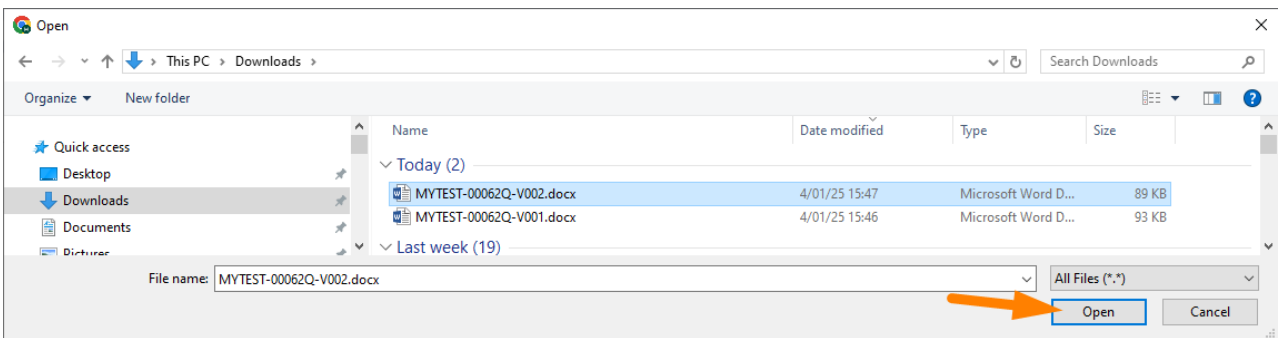 Open
This PC > Downloads >
Search Downloads
Organize
New folder
?
Name
Date modified
Type
Size
Quick access
Desktop
Downloads
Documents
Pictures
Today (2)
MYTEST-00062Q-V002.docx 4/01/25 15:47 Microsoft Word D... 89 KB
MYTEST-00062Q-V001.docx 4/01/25 15:46 Microsoft Word D... 93 KB
Last week (19)
File name: MYTEST-00062Q-V002.docx
All Files (*.*)
Open
Cancel